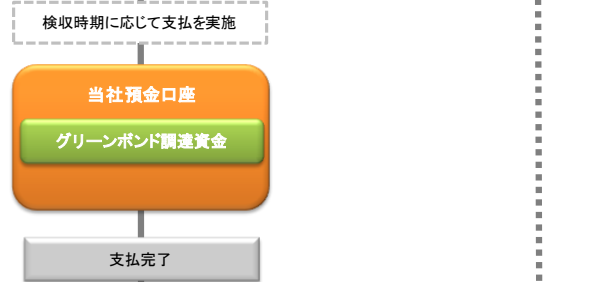 検収時期に応じて支払を実施
当社預金口座
グリーンボンド調達資金
支払完了